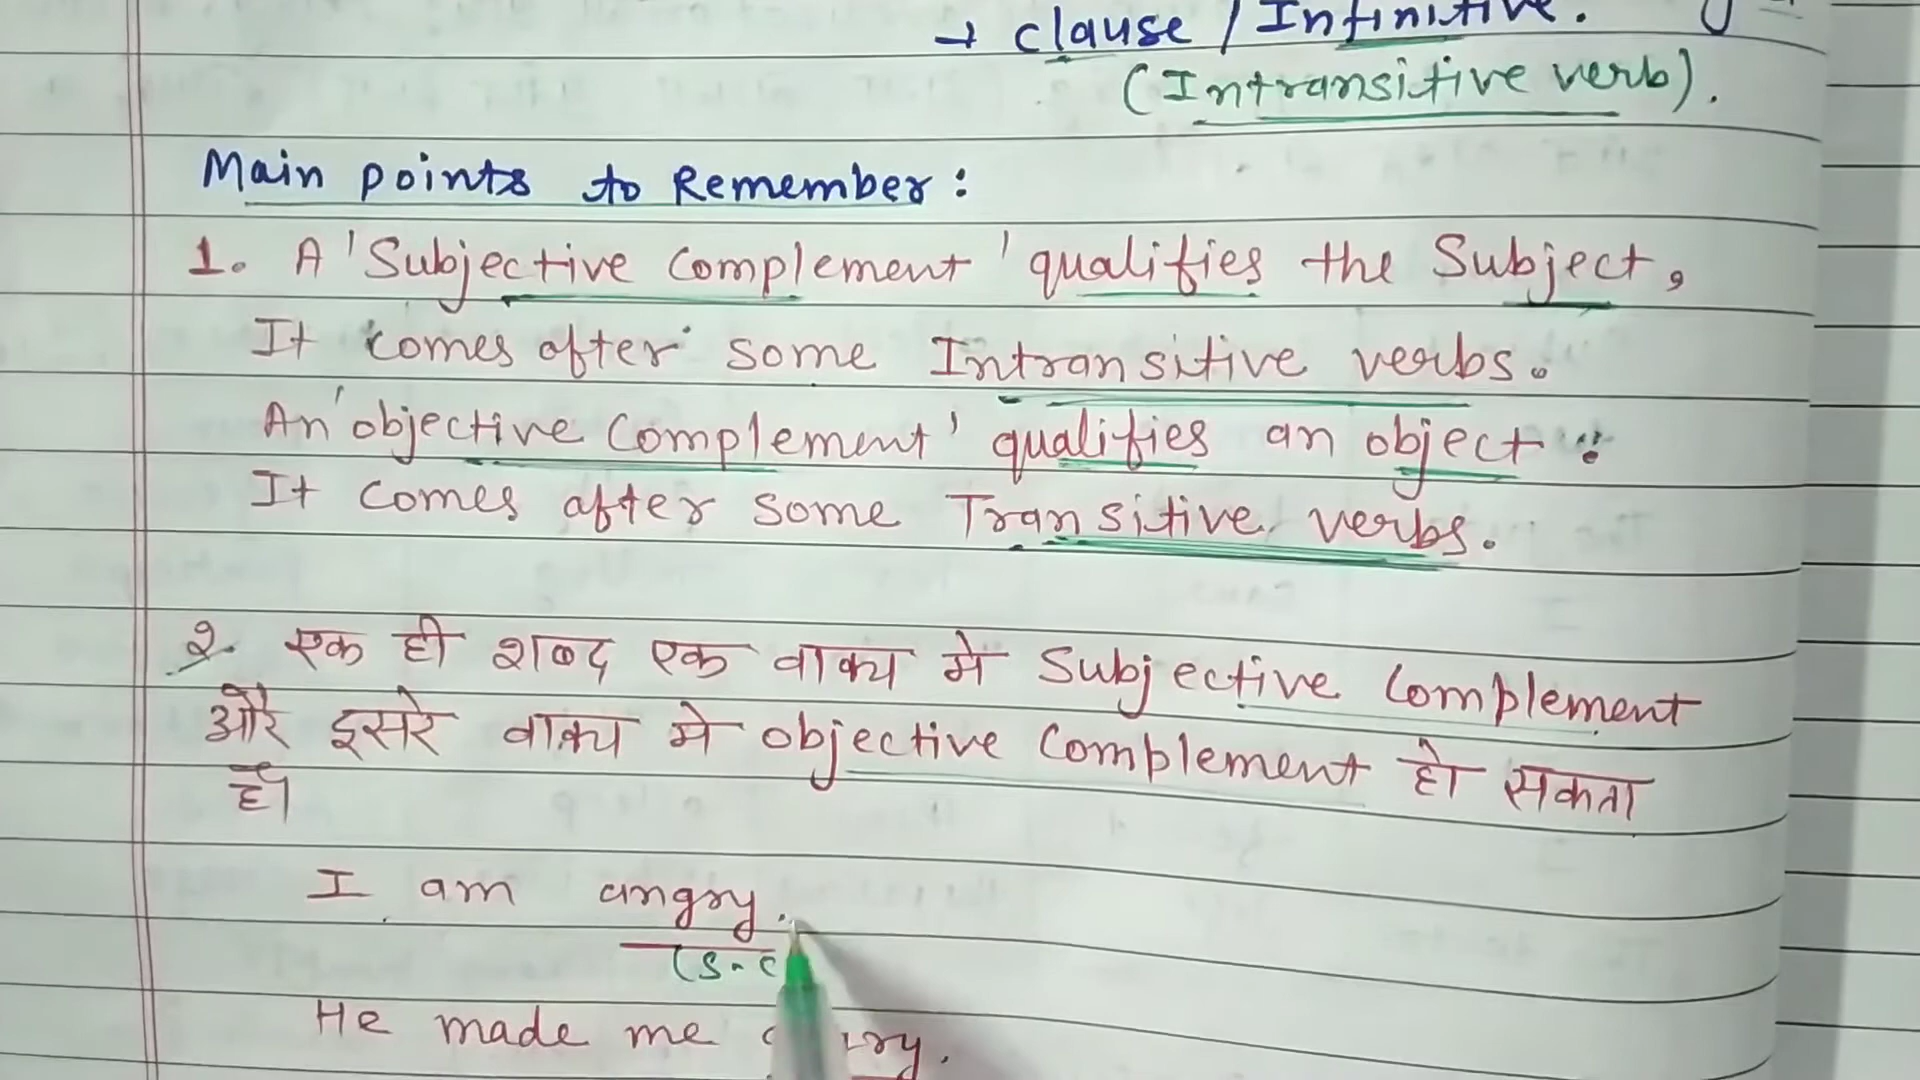 → clause / Infinitive.
(Intransitive verb).
Main points to Remember:
1. A 'Subjective Complement' qualifies the Subject,
It comes after some Intransitive verbs.
An 'objective Complement' qualifies an object.
It comes after some Transitive verbs.
2. एक ही शब्द एक वाक्य मे Subjective Complement
और दुसरे वाक्य मे objective Complement हो सकता
है।
I am angry.
(S.C
He made me